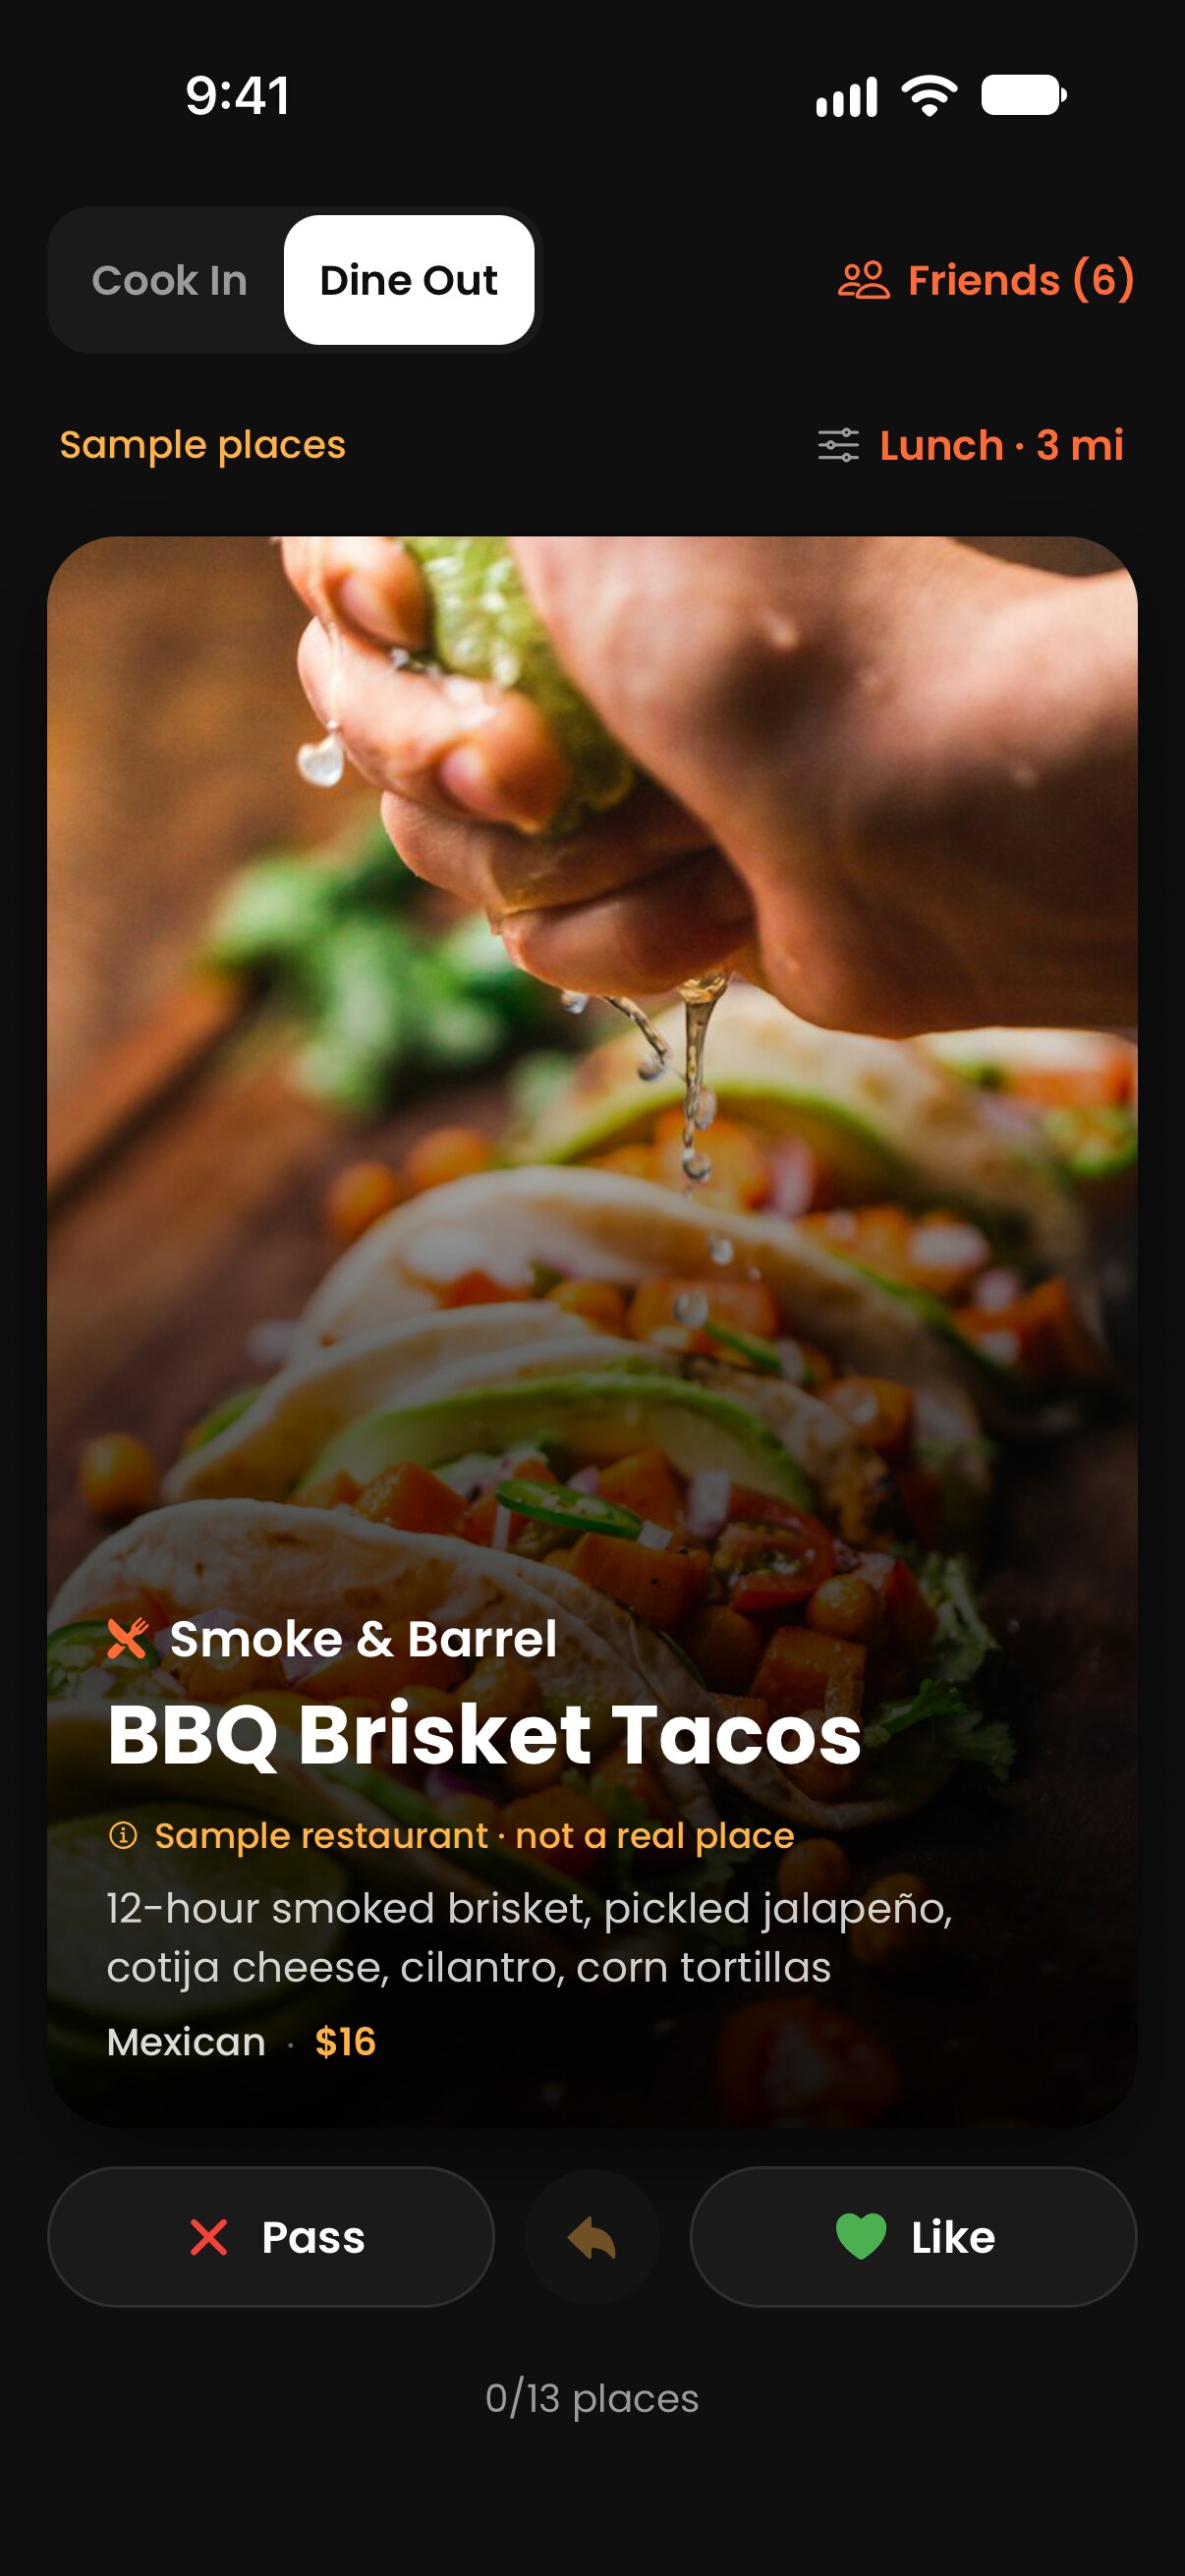 9:41
Cook In
Dine Out
Friends (6)
Sample places
Lunch · 3 mi
Smoke & Barrel
BBQ Brisket Tacos
Sample restaurant · not a real place
12-hour smoked brisket, pickled jalapeño,
cotija cheese, cilantro, corn tortillas
Mexican · $16
Pass
Like
0/13 places